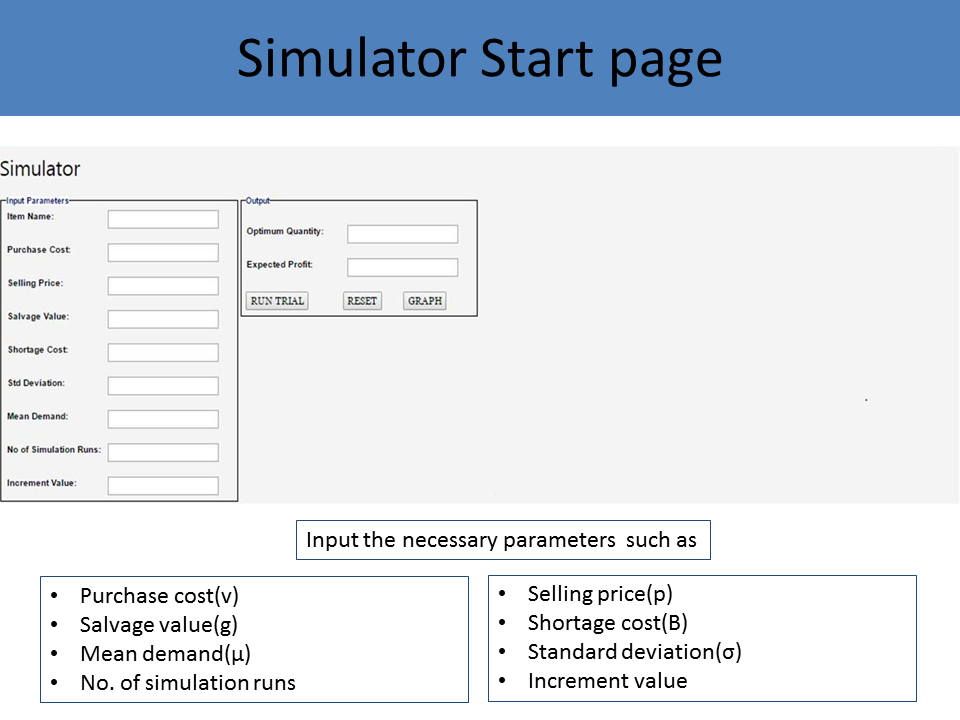 Simulator Start page
Simulator
Input Parameters
Item Name:
Purchase Cost:
Selling Price:
Salvage Value:
Shortage Cost:
Std Deviation:
Mean Demand:
No of Simulation Runs:
Increment Value:
Output
Optimum Quantity:
Expected Profit:
RUN TRIAL RESET GRAPH
Input the necessary parameters such as
• Purchase cost(v)
• Salvage value(g)
• Mean demand(μ)
• No. of simulation runs
• Selling price(p)
• Shortage cost(B)
• Standard deviation(σ)
• Increment value